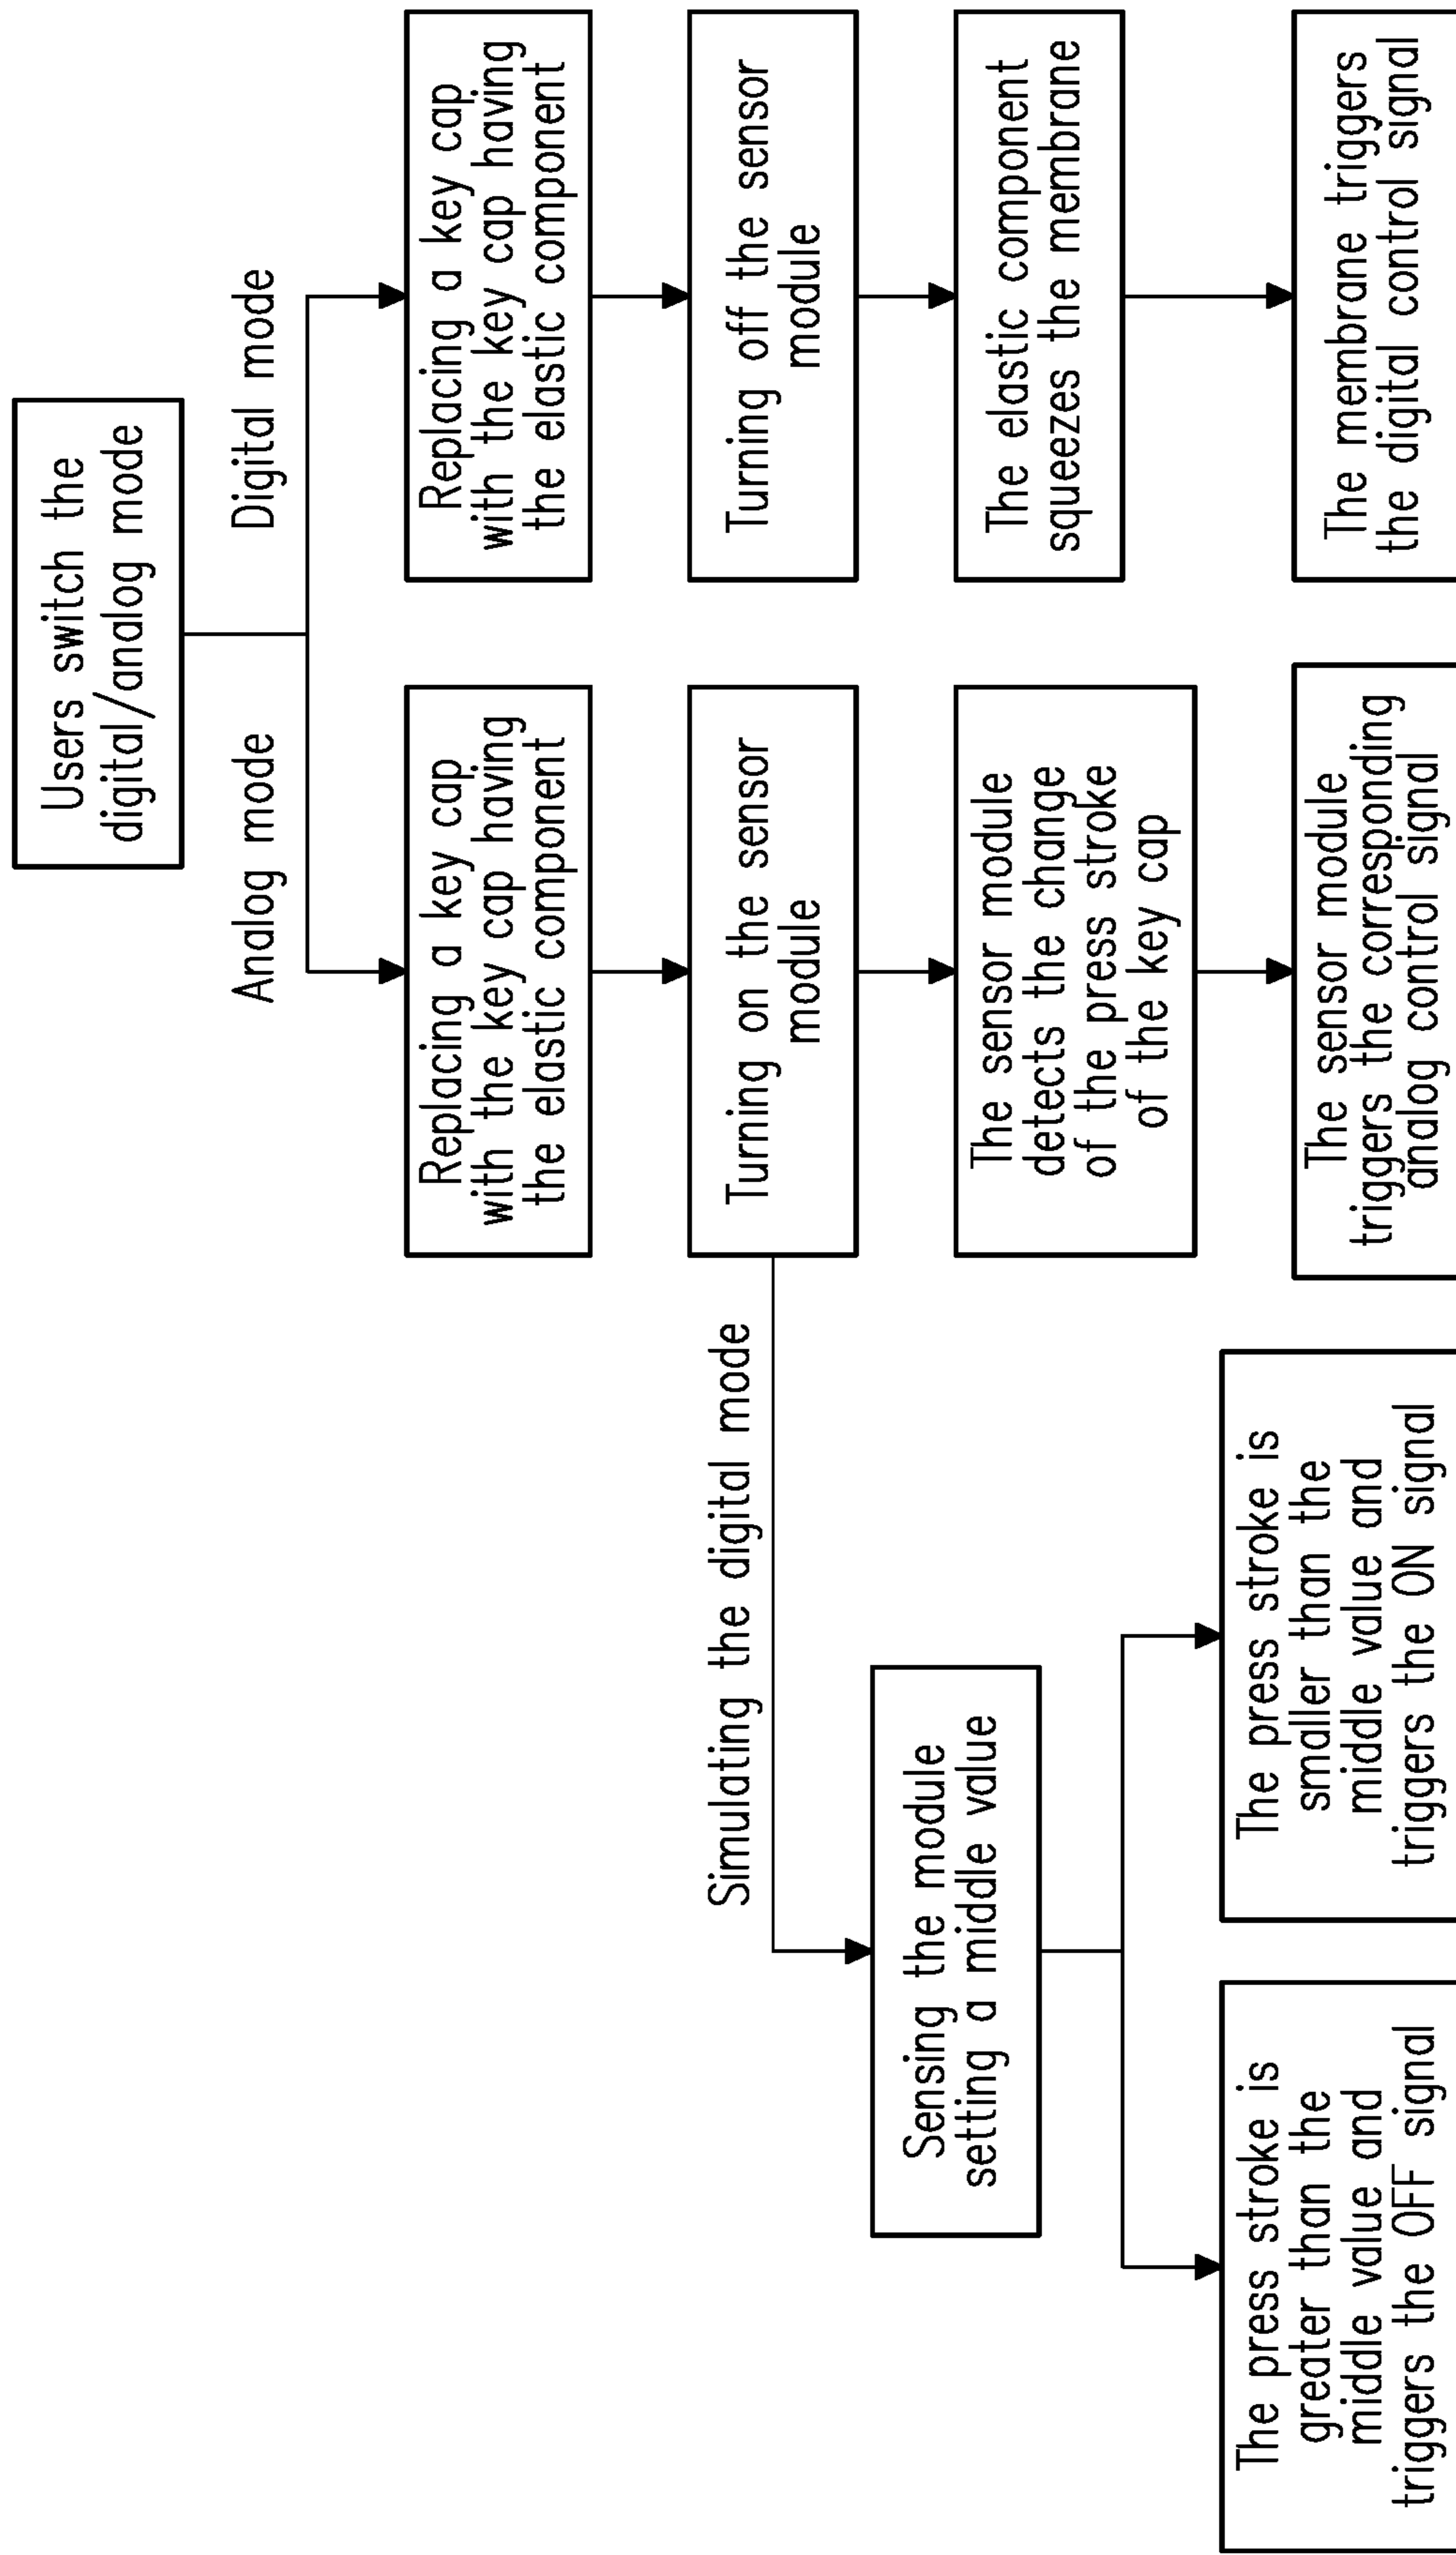 Users switch the
digital/analog mode
Analog mode
Digital mode
Replacing a key cap
with the key cap having
the elastic component
Replacing a key cap
with the key cap having
the elastic component
Simulating the digital mode
Turning on the sensor
module
Turning off the sensor
module
Sensing the module
setting a middle value
The sensor module
detects the change
of the press stroke
of the key cap
The elastic component
squeezes the membrane
The press stroke is
greater than the
middle value and
triggers the OFF signal
The press stroke is
smaller than the
middle value and
triggers the ON signal
The sensor module
triggers the corresponding
analog control signal
The membrane triggers
the digital control signal